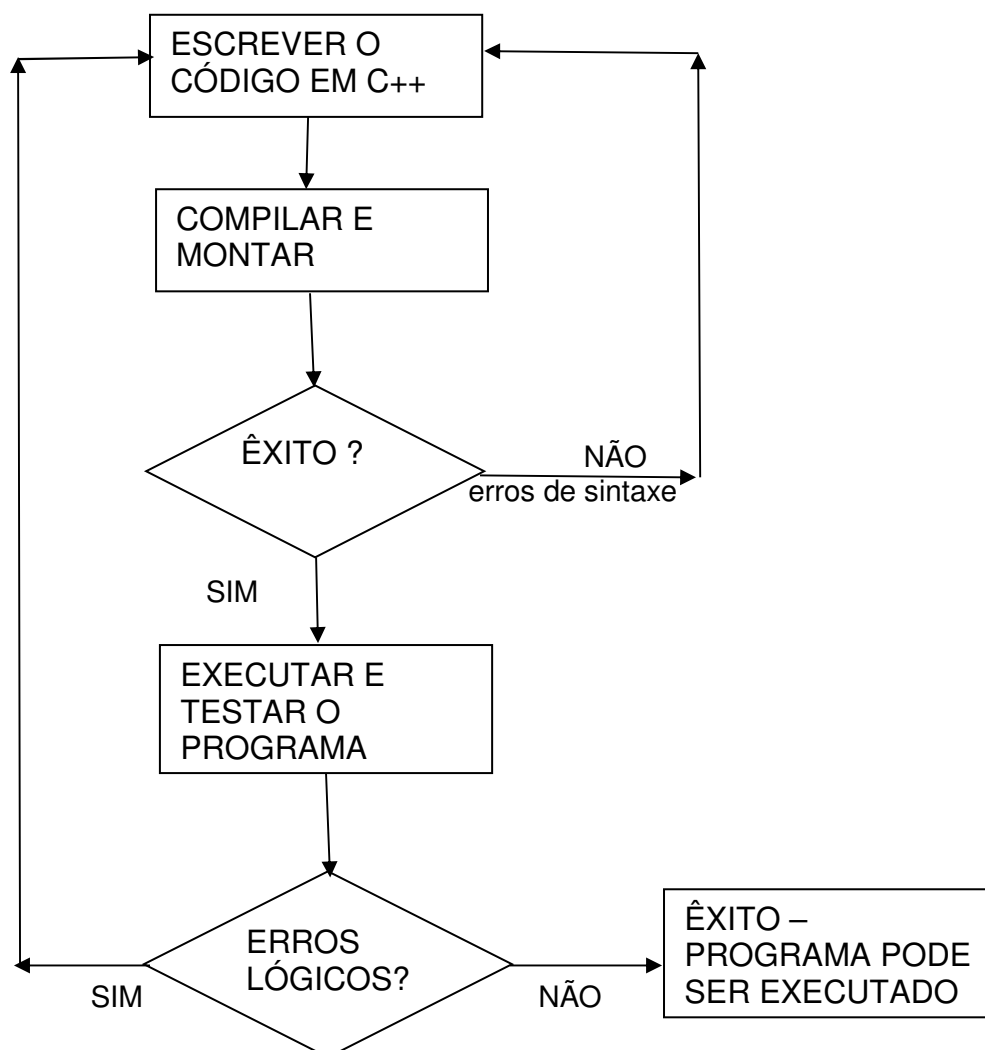 ESCREVER O
CÓDIGO EM C++
COMPILAR E
MONTAR
ÊXITO ?
NÃO
erros de sintaxe
SIM
EXECUTAR E
TESTAR O
PROGRAMA
ERROS
LÓGICOS?
SIM
NÃO
ÊXITO –
PROGRAMA PODE
SER EXECUTADO